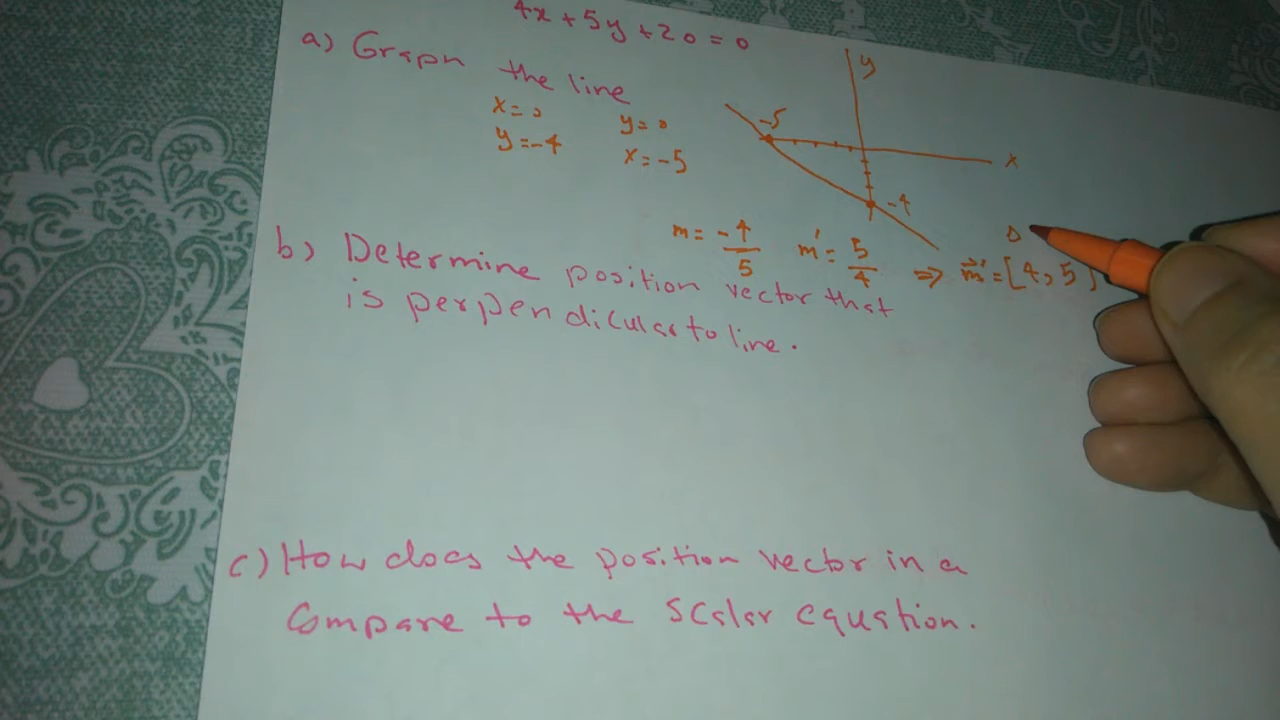 4x + 5y + 20 = 0
a) Graph the line
x = 0
y = -4
y = 0
x = -5
y
-5
x
-4
m = -4/5 m' = 5/4 ⇒ m⃗' = [4, 5]
b) Determine position vector that
is perpendicular to line.
c) How does the position vector in a
compare to the scalar equation.